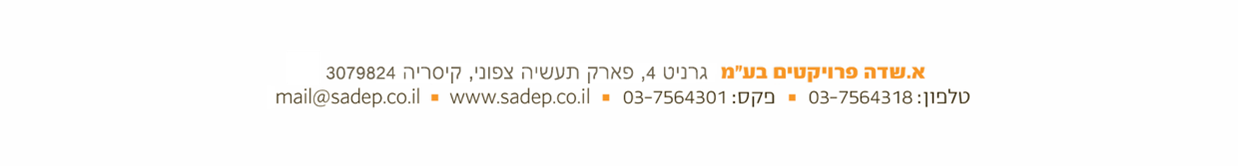 א.שדה פרויקטים בע"מ גרניט 4, פארק תעשיה צפוני, קיסריה 3079824
טלפון: 03-7564318 ▪ פקס: 03-7564301 ▪ www.sadep.co.il ▪ mail@sadep.co.il